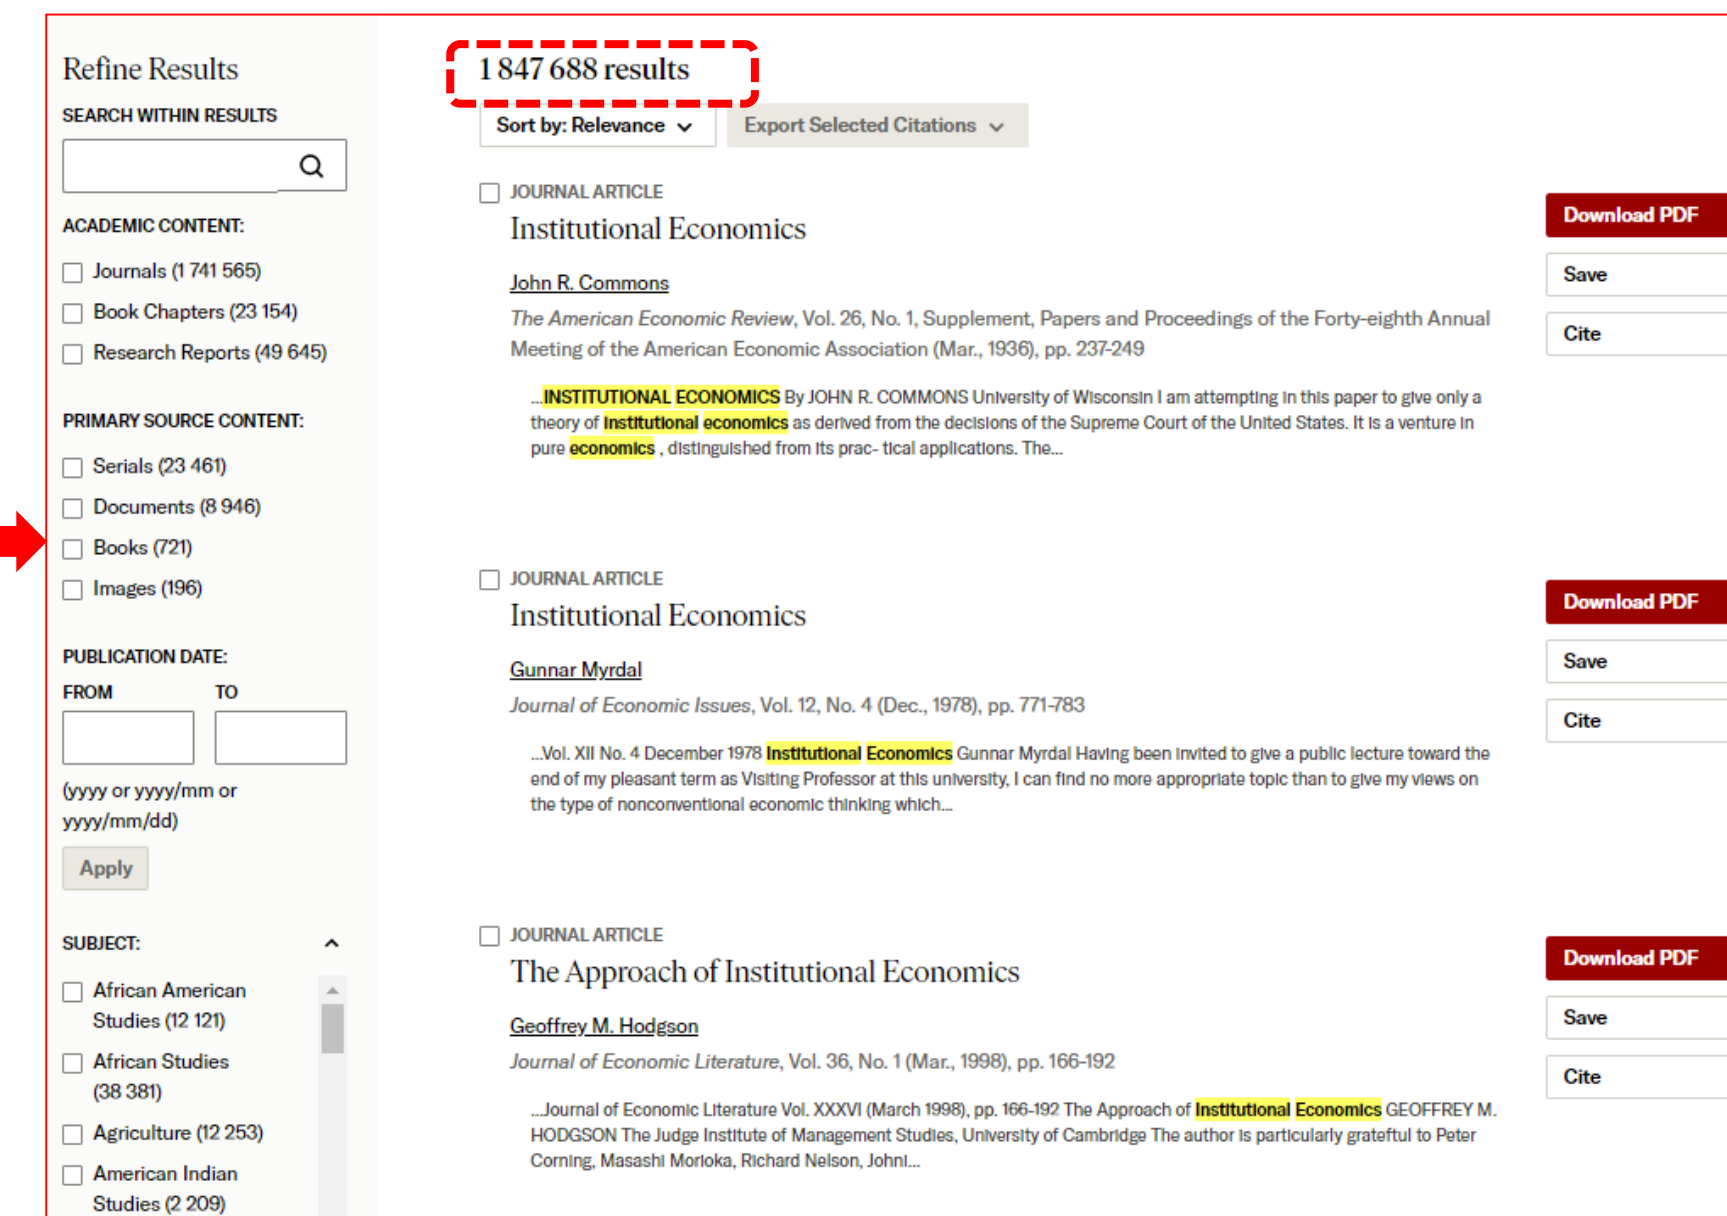 Refine Results
SEARCH WITHIN RESULTS
ACADEMIC CONTENT:
Journals (1 741 565)
Book Chapters (23 154)
Research Reports (49 645)
PRIMARY SOURCE CONTENT:
Serials (23 461)
Documents (8 946)
Books (721)
Images (196)
PUBLICATION DATE:
FROM TO
(yyyy or yyyy/mm or
yyyy/mm/dd)
Apply
SUBJECT:
African American
Studies (12 121)
African Studies
(38 381)
Agriculture (12 253)
American Indian
Studies (2 209)
1 847 688 results
Sort by: Relevance Export Selected Citations
JOURNAL ARTICLE
Institutional Economics
John R. Commons
The American Economic Review, Vol. 26, No. 1, Supplement, Papers and Proceedings of the Forty-eighth Annual
Meeting of the American Economic Association (Mar., 1936), pp. 237-249
...INSTITUTIONAL ECONOMICS By JOHN R. COMMONS University of Wisconsin I am attempting in this paper to give only a
theory of institutional economics as derived from the decisions of the Supreme Court of the United States. It is a venture in
pure economics , distinguished from its prac- tical applications. The...
Download PDF
Save
Cite
JOURNAL ARTICLE
Institutional Economics
Gunnar Myrdal
Journal of Economic Issues, Vol. 12, No. 4 (Dec., 1978), pp. 771-783
...Vol. XII No. 4 December 1978 Institutional Economics Gunnar Myrdal Having been invited to give a public lecture toward the
end of my pleasant term as Visiting Professor at this university, I can find no more appropriate topic than to give my views on
the type of nonconventional economic thinking which...
Download PDF
Save
Cite
JOURNAL ARTICLE
The Approach of Institutional Economics
Geoffrey M. Hodgson
Journal of Economic Literature, Vol. 36, No. 1 (Mar., 1998), pp. 166-192
...Journal of Economic Literature Vol. XXXVI (March 1998), pp. 166-192 The Approach of Institutional Economics GEOFFREY M.
HODGSON The Judge Institute of Management Studies, University of Cambridge The author is particularly grateftul to Peter
Corning, Masashi Morioka, Richard Nelson, Johni...
Download PDF
Save
Cite